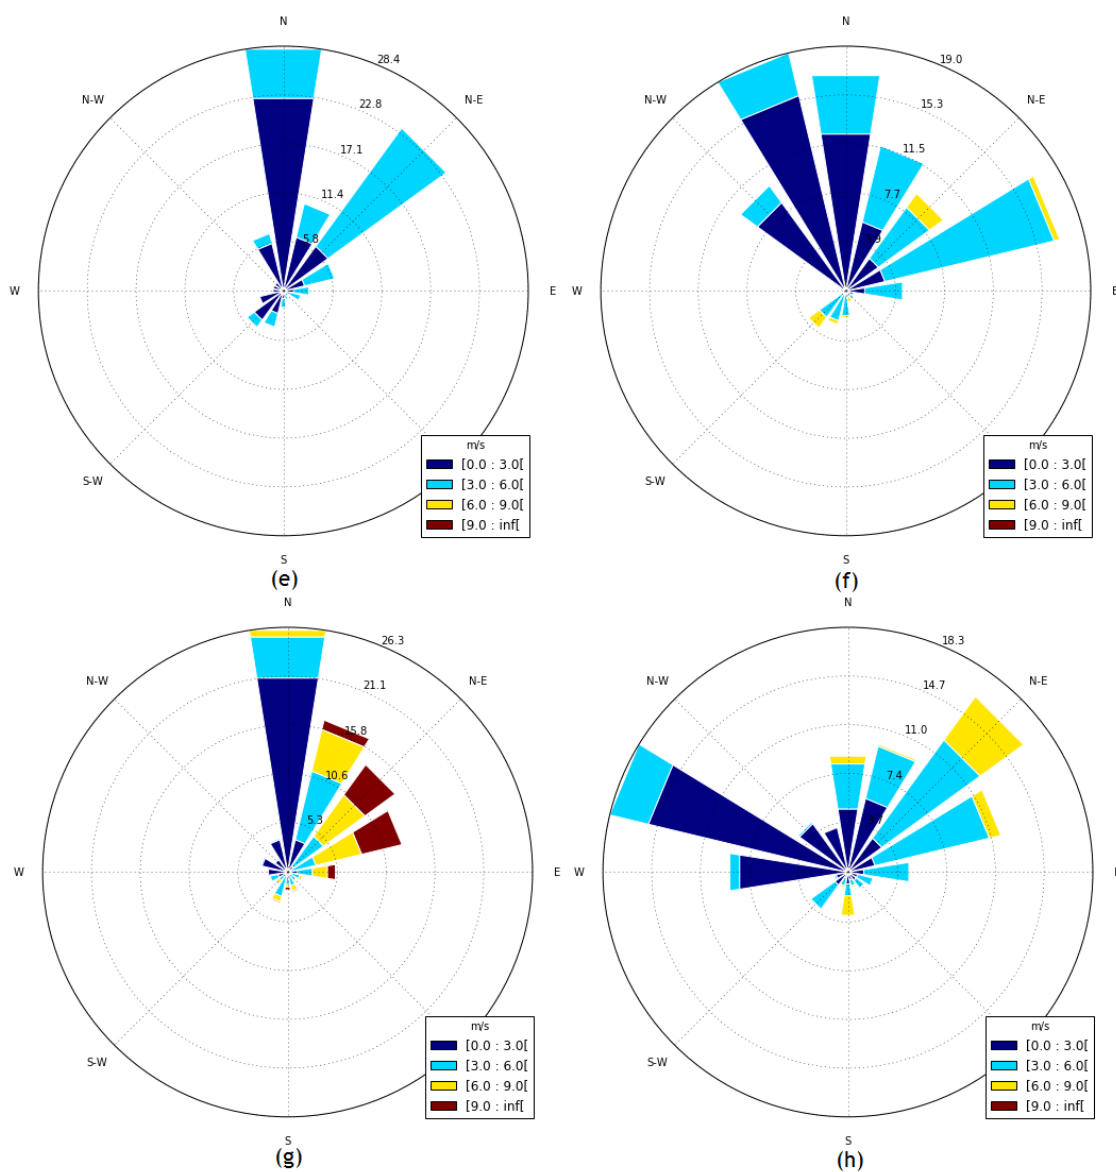 N
28.4
N-E
22.8
17.1
11.4
5.8
N-W
W
E
S-W
S
m/s
[0.0 : 3.0[
[3.0 : 6.0[
[6.0 : 9.0[
[9.0 : inf[
(e)
N
19.0
N-E
15.3
11.5
7.7
N-W
S-W
S
m/s
[0.0 : 3.0[
[3.0 : 6.0[
[6.0 : 9.0[
[9.0 : inf[
(f)
N
26.3
N-E
21.1
15.8
10.6
5.3
N-W
W
E
S-W
S
m/s
[0.0 : 3.0[
[3.0 : 6.0[
[6.0 : 9.0[
[9.0 : inf[
(g)
N
18.3
N-E
14.7
11.0
7.4
N-W
W
S-W
S
m/s
[0.0 : 3.0[
[3.0 : 6.0[
[6.0 : 9.0[
[9.0 : inf[
(h)